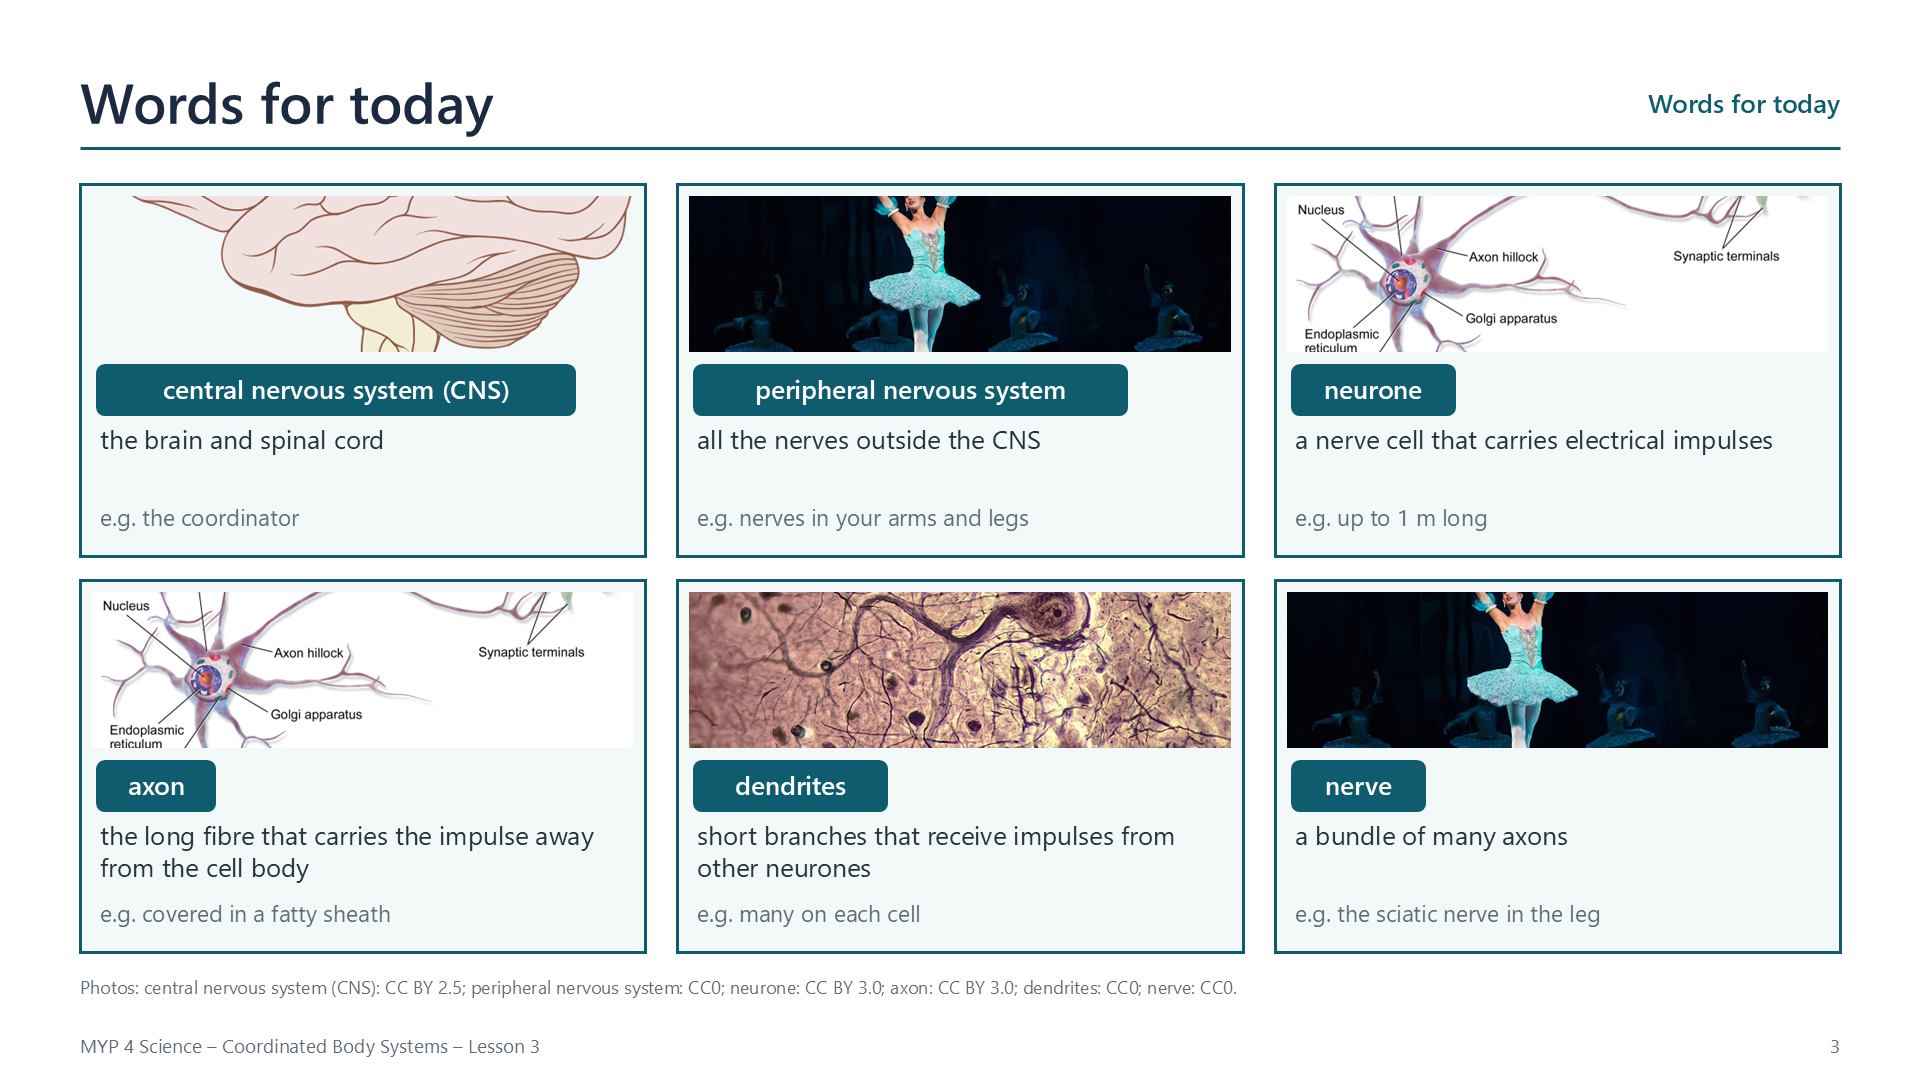 Words for today
Words for today
Nucleus
Axon hillock
Synaptic terminals
Golgi apparatus
Endoplasmic
reticulum
central nervous system (CNS)
the brain and spinal cord
e.g. the coordinator
peripheral nervous system
all the nerves outside the CNS
e.g. nerves in your arms and legs
neurone
a nerve cell that carries electrical impulses
e.g. up to 1 m long
Nucleus
Axon hillock
Synaptic terminals
Golgi apparatus
Endoplasmic
reticulum
axon
the long fibre that carries the impulse away
from the cell body
e.g. covered in a fatty sheath
dendrites
short branches that receive impulses from
other neurones
e.g. many on each cell
nerve
a bundle of many axons
e.g. the sciatic nerve in the leg
Photos: central nervous system (CNS): CC BY 2.5; peripheral nervous system: CC0; neurone: CC BY 3.0; axon: CC BY 3.0; dendrites: CC0; nerve: CC0.
MYP 4 Science – Coordinated Body Systems – Lesson 3
3